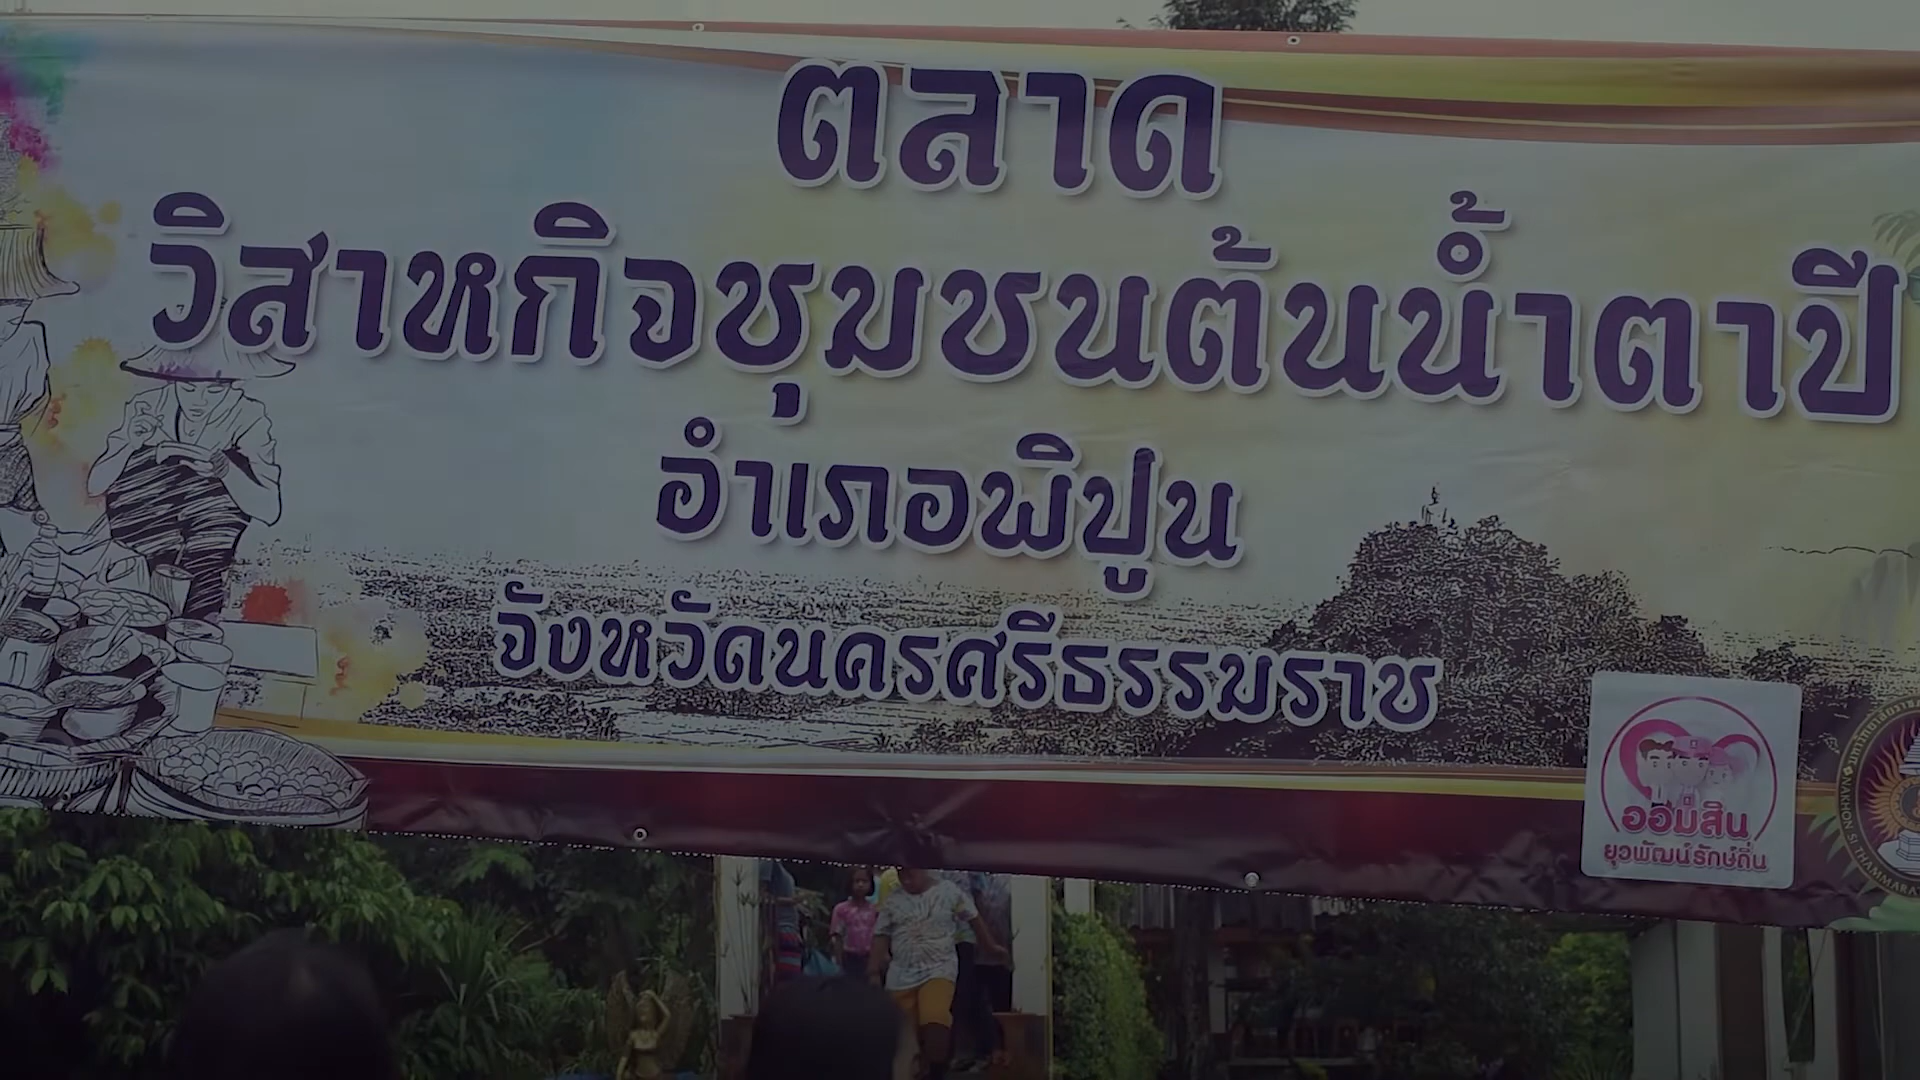 ตลาด
วิสาหกิจชุมชนต้นน้ำตาปี
อำเภอพิปูน
จังหวัดนครศรีธรรมราช
ออมสิน
ยุวพัฒน์รักษ์ถิ่น
NAKHON SI THAMMARA